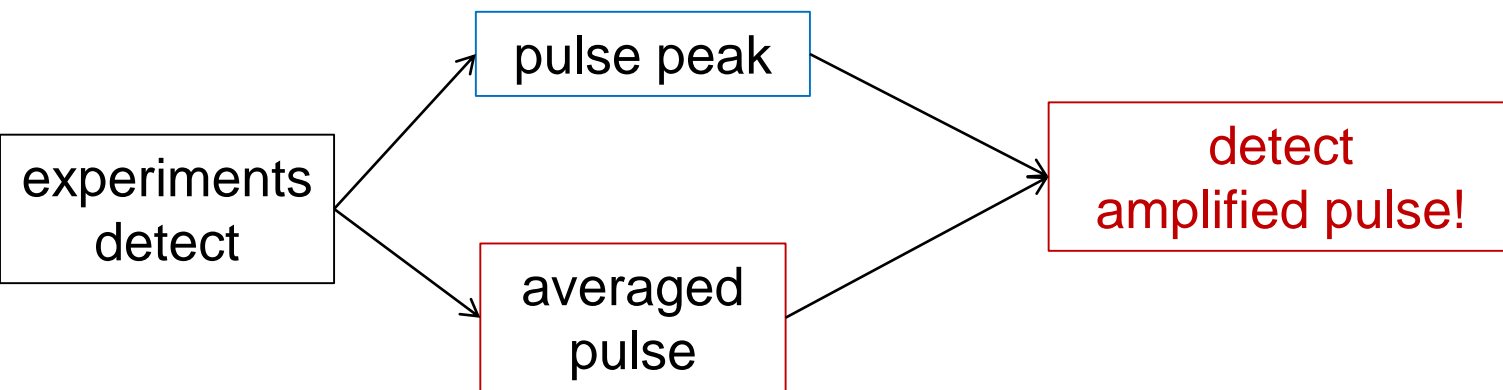 experiments
detect
pulse peak
averaged
pulse
detect
amplified pulse!